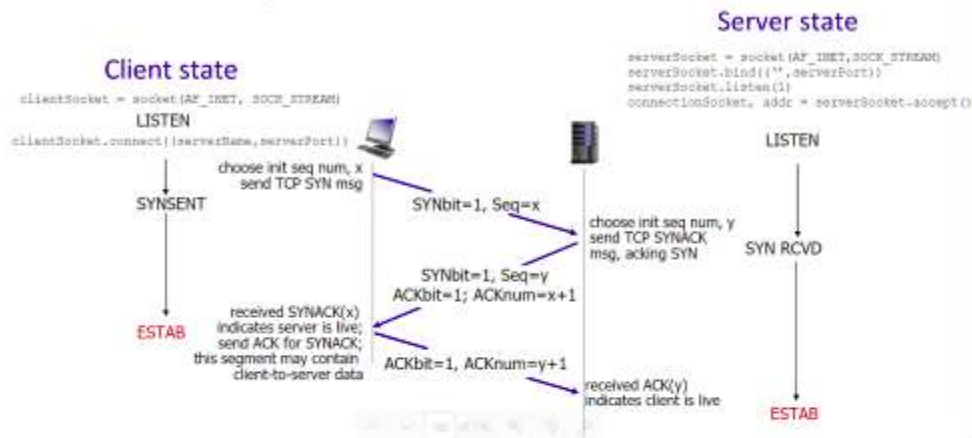 Server state
serverSocket = socket(AF_INET,SOCK_STREAM)
serverSocket.bind((“”,serverPort))
serverSocket.listen(1)
connectionSocket, addr = serverSocket.accept()
Client state
clientSocket = socket(AF_INET, SOCK_STREAM)
LISTEN
clientSocket.connect((serverName,serverPort))
LISTEN
choose init seq num, x
send TCP SYN msg
SYNSENT
SYNbit=1, Seq=x
choose init seq num, y
send TCP SYNACK
msg, acking SYN
SYN RCVD
SYNbit=1, Seq=y
ACKbit=1; ACKnum=x+1
received SYNACK(x)
indicates server is live;
send ACK for SYNACK;
this segment may contain
client-to-server data
ESTAB
ACKbit=1, ACKnum=y+1
received ACK(y)
indicates client is live
ESTAB